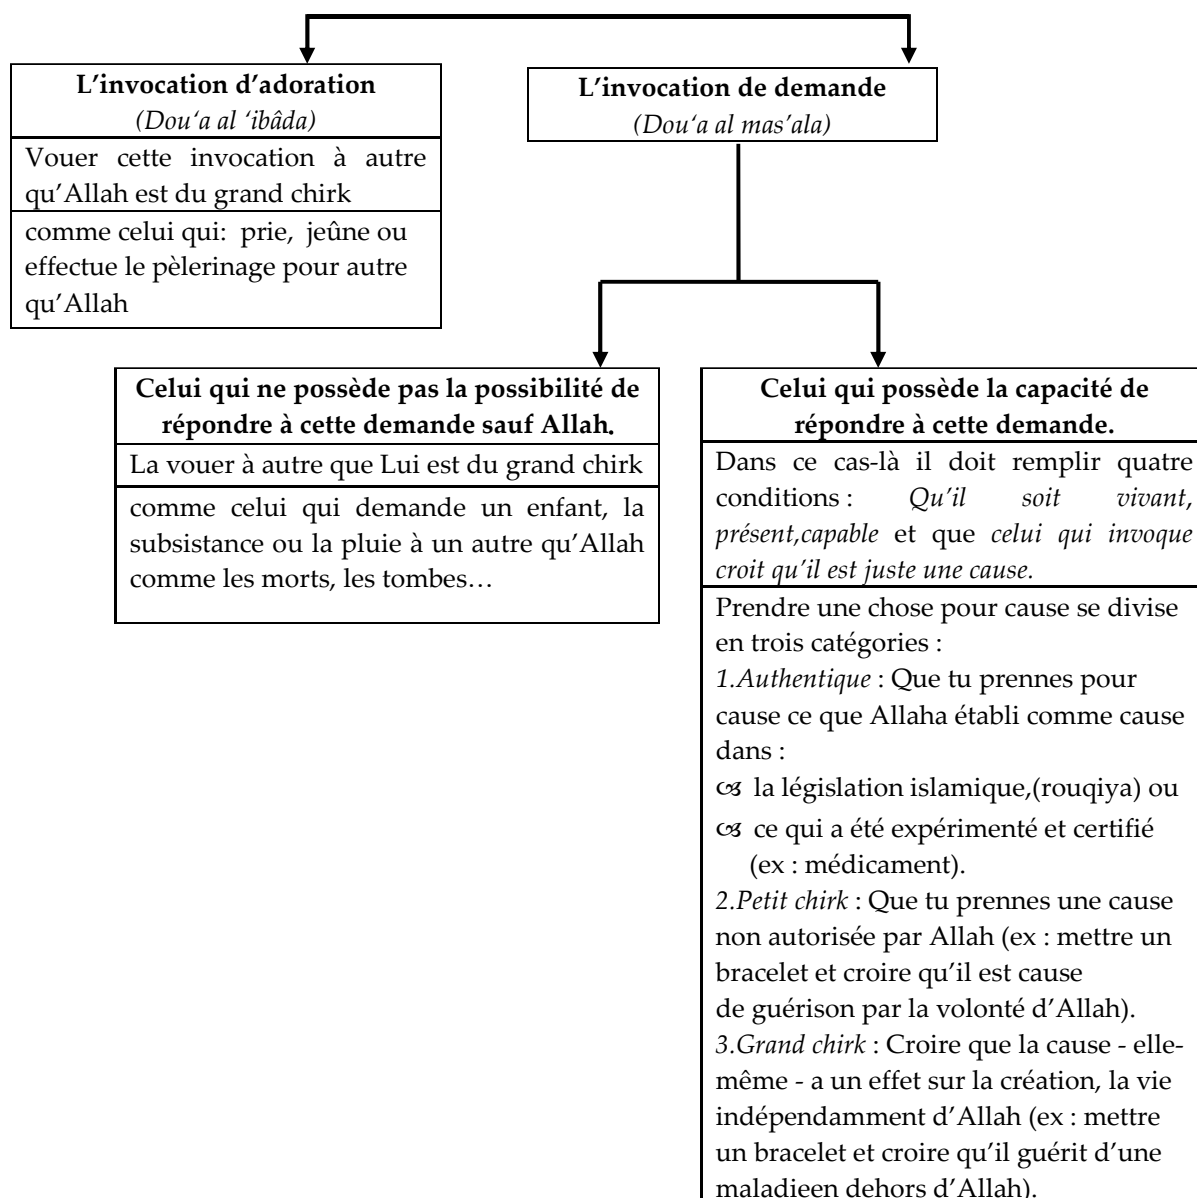 L’invocation d’adoration
(Dou‘a al ‘ibâda)
Vouer cette invocation à autre
qu’Allah est du grand chirk
comme celui qui: prie, jeûne ou
effectue le pèlerinage pour autre
qu’Allah
L’invocation de demande
(Dou‘a al mas’ala)
Celui qui ne possède pas la possibilité de
répondre à cette demande sauf Allah.
La vouer à autre que Lui est du grand chirk
comme celui qui demande un enfant, la
subsistance ou la pluie à un autre qu’Allah
comme les morts, les tombes…
Celui qui possède la capacité de
répondre à cette demande.
Dans ce cas-là il doit remplir quatre
conditions : Qu’il soit vivant,
présent,capable et que celui qui invoque
croit qu’il est juste une cause.
Prendre une chose pour cause se divise
en trois catégories :
1.Authentique : Que tu prennes pour
cause ce que Allaha établi comme cause
dans :
la législation islamique,(rouqiya) ou
ce qui a été expérimenté et certifié
(ex : médicament).
2.Petit chirk : Que tu prennes une cause
non autorisée par Allah (ex : mettre un
bracelet et croire qu’il est cause
de guérison par la volonté d’Allah).
3.Grand chirk : Croire que la cause - elle-
même - a un effet sur la création, la vie
indépendamment d’Allah (ex : mettre
un bracelet et croire qu’il guérit d’une
maladieen dehors d’Allah).